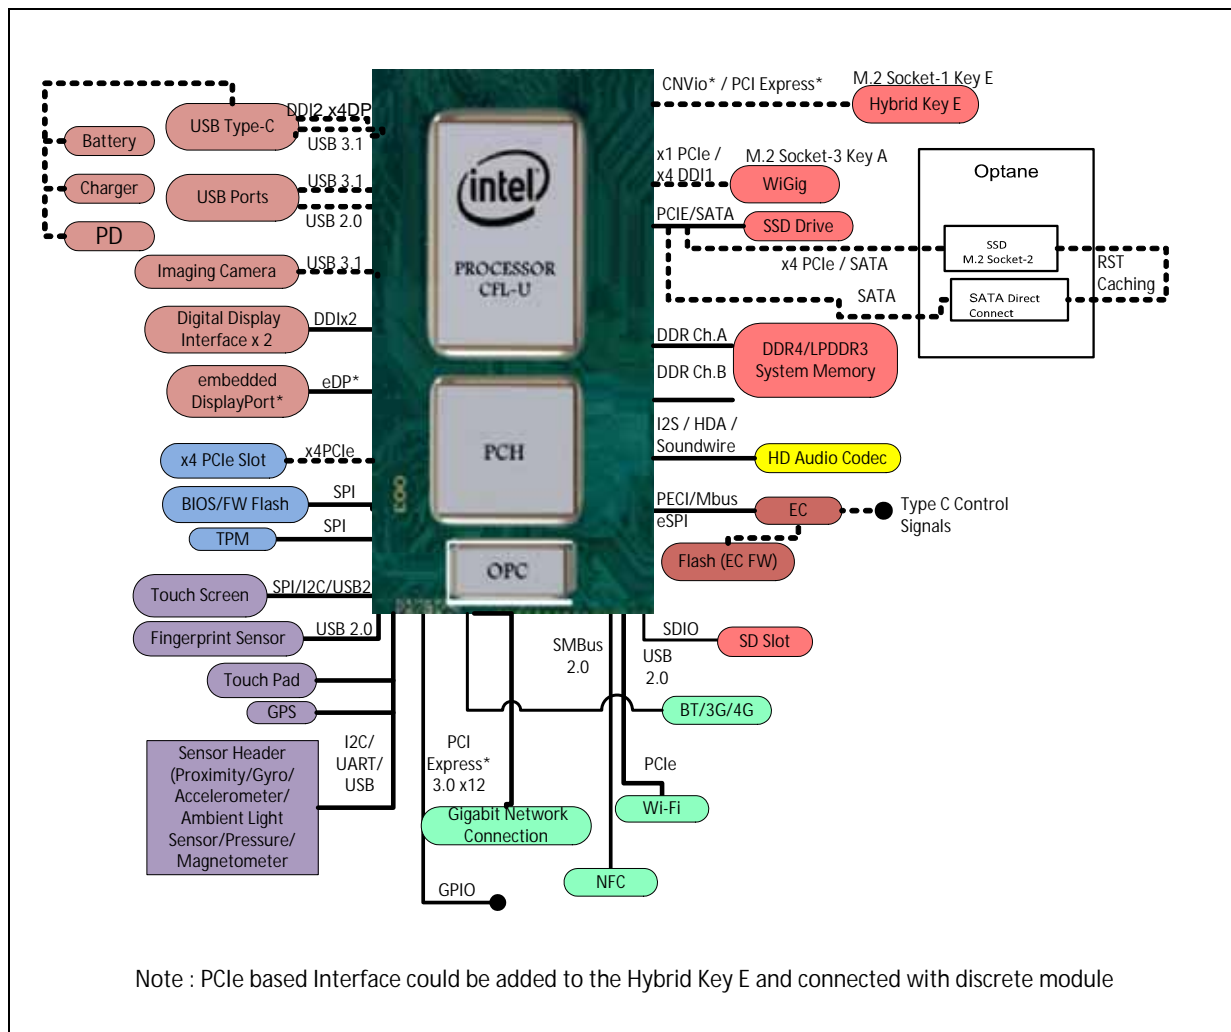 CNVio* / PCI Express*
M.2 Socket-1 Key E
Hybrid Key E
DDI2 x4DP
USB Type-C
USB 3.1
Battery
Charger
PD
USB 3.1
USB Ports
USB 2.0
Imaging Camera
USB 3.1
Digital Display
Interface x 2
DDIx2
embedded
DisplayPort*
eDP*
x4 PCIe Slot
x4PCIe
BIOS/FW Flash
SPI
TPM
SPI
Touch Screen
SPI/I2C/USB2
Fingerprint Sensor
USB 2.0
Touch Pad
GPS
Sensor Header
(Proximity/Gyro/
Accelerometer/
Ambient Light
Sensor/Pressure/
Magnetometer
I2C/
UART/
USB
intel
PROCESSOR
CFL-U
PCH
OPC
x1 PCIe /
x4 DDI1
M.2 Socket-3 Key A
WiGig
PCIE/SATA
SSD Drive
x4 PCIe / SATA
SATA
Optane
SSD
M.2 Socket-2
SATA Direct
Connect
RST
Caching
DDR Ch.A
DDR Ch.B
DDR4/LPDDR3
System Memory
I2S / HDA /
Soundwire
HD Audio Codec
PECI/Mbus
eSPI
EC
Type C Control
Signals
Flash (EC FW)
SDIO
SD Slot
SMBus
2.0
USB
2.0
BT/3G/4G
PCI
Express*
3.0 x12
PCIe
Wi-Fi
Gigabit Network
Connection
NFC
GPIO
Note : PCIe based Interface could be added to the Hybrid Key E and connected with discrete module